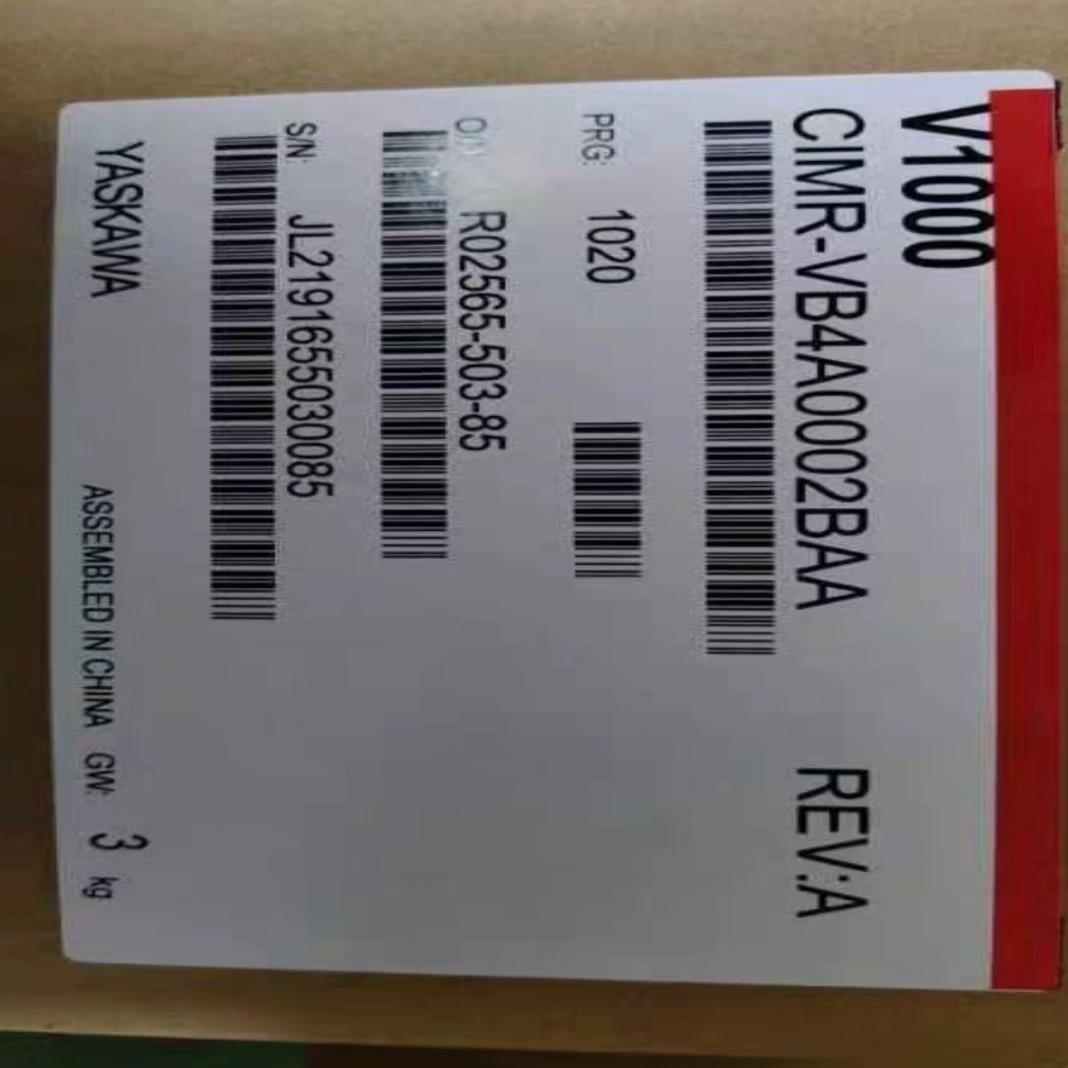 V1000
CIMR-VB4A0002BAA REV:A
PRG: 1020
R02565-503-85
S/N: JL2191655030085
YASKAWA ASSEMBLED IN CHINA GW: 3 kg